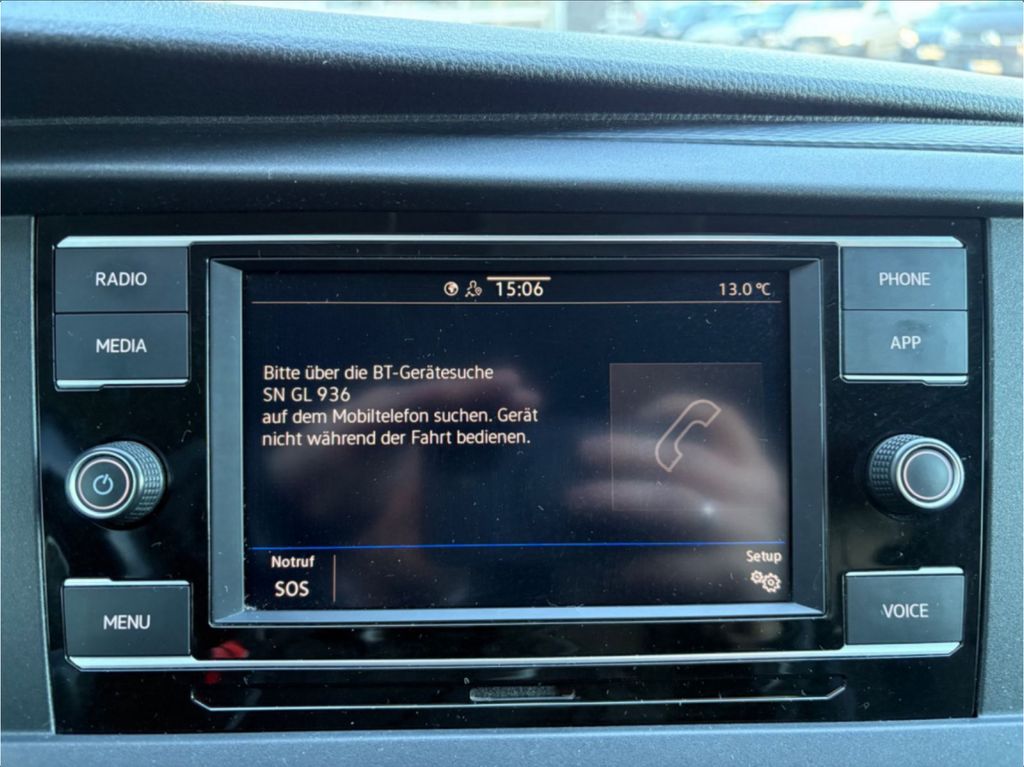 RADIO
MEDIA
MENU
15:06
13.0 °C
Bitte über die BT-Gerätesuche
SN GL 936
auf dem Mobiltelefon suchen. Gerät
nicht während der Fahrt bedienen.
Notruf
SOS
Setup
PHONE
APP
VOICE